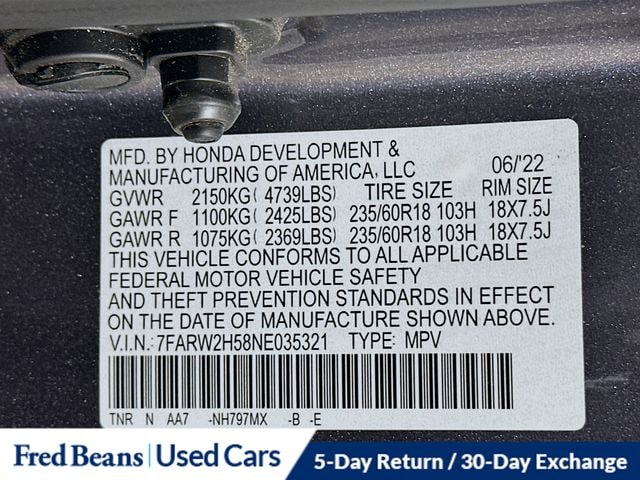 MFD. BY HONDA DEVELOPMENT &
MANUFACTURING OF AMERICA, LLC 06/'22
GVWR 2150KG( 4739LBS) TIRE SIZE RIM SIZE
GAWR F 1100KG( 2425LBS) 235/60R18 103H 18X7.5J
GAWR R 1075KG( 2369LBS) 235/60R18 103H 18X7.5J
THIS VEHICLE CONFORMS TO ALL APPLICABLE
FEDERAL MOTOR VEHICLE SAFETY
AND THEFT PREVENTION STANDARDS IN EFFECT
ON THE DATE OF MANUFACTURE SHOWN ABOVE.
V.I.N.:7FARW2H58NE035321 TYPE: MPV
TNR N AA7 -NH797MX -B -E
Fred Beans | Used Cars 5-Day Return / 30-Day Exchange